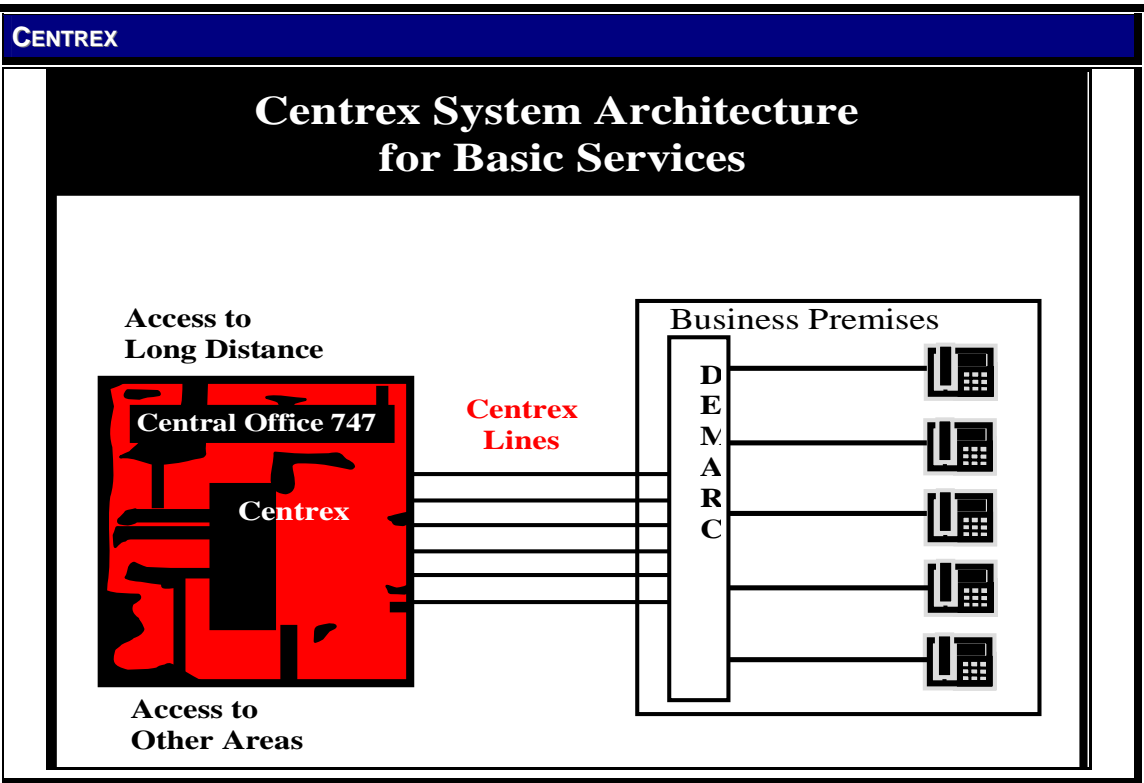 CENTREX
Centrex System Architecture
for Basic Services
Access to
Long Distance
Business Premises
Central Office 747
Centrex
Lines
Centrex
D
E
M
A
R
C
Access to
Other Areas